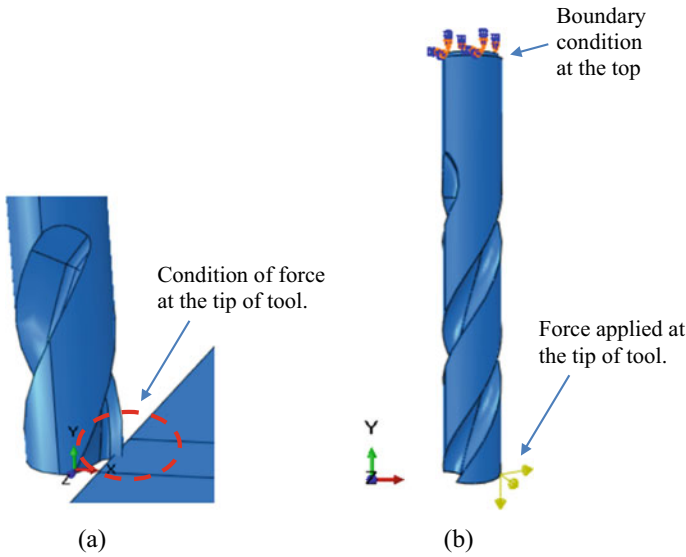 Boundary
condition
at the top
Condition of force
at the tip of tool.
Force applied at
the tip of tool.
Y
Z
X
Y
Z
(a)
(b)